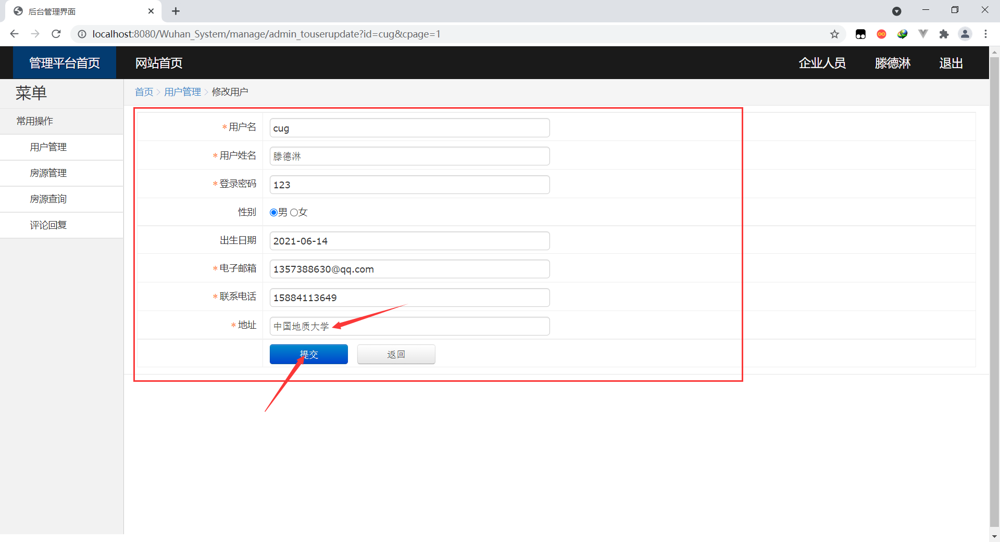 后台管理界面
localhost:8080/Wuhan_System/manage/admin_touserupdate?id=cug&cpage=1
管理平台首页 网站首页 企业人员 滕德淋 退出
菜单
首页 > 用户管理 > 修改用户
常用操作
用户管理
房源管理
房源查询
评论回复
*用户名 cug
*用户姓名 滕德淋
*登录密码 123
性别 男 女
出生日期 2021-06-14
*电子邮箱 1357388630@qq.com
*联系电话 15884113649
*地址 中国地质大学
提交 返回